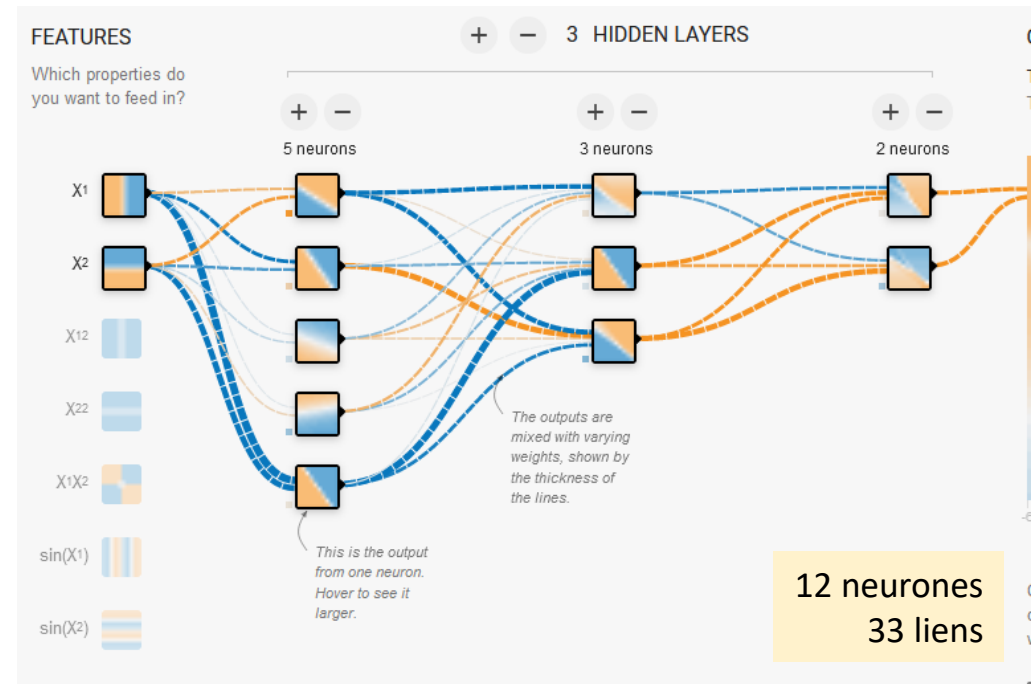 FEATURES
Which properties do
you want to feed in?
+ − 3 HIDDEN LAYERS
+ −
+ −
+ −
5 neurons
3 neurons
2 neurons
X1
X2
X12
X22
X1X2
sin(X1)
sin(X2)
The outputs are
mixed with varying
weights, shown by
the thickness of
the lines.
This is the output
from one neuron.
Hover to see it
larger.
12 neurones
33 liens